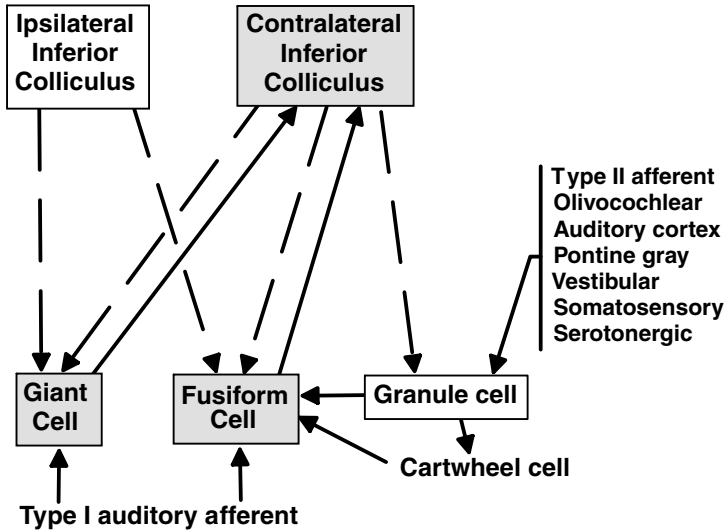 Ipsilateral
Inferior
Colliculus
Contralateral
Inferior
Colliculus
Type II afferent
Olivocochlear
Auditory cortex
Pontine gray
Vestibular
Somatosensory
Serotonergic
Giant
Cell
Fusiform
Cell
Granule cell
Cartwheel cell
Type I auditory afferent